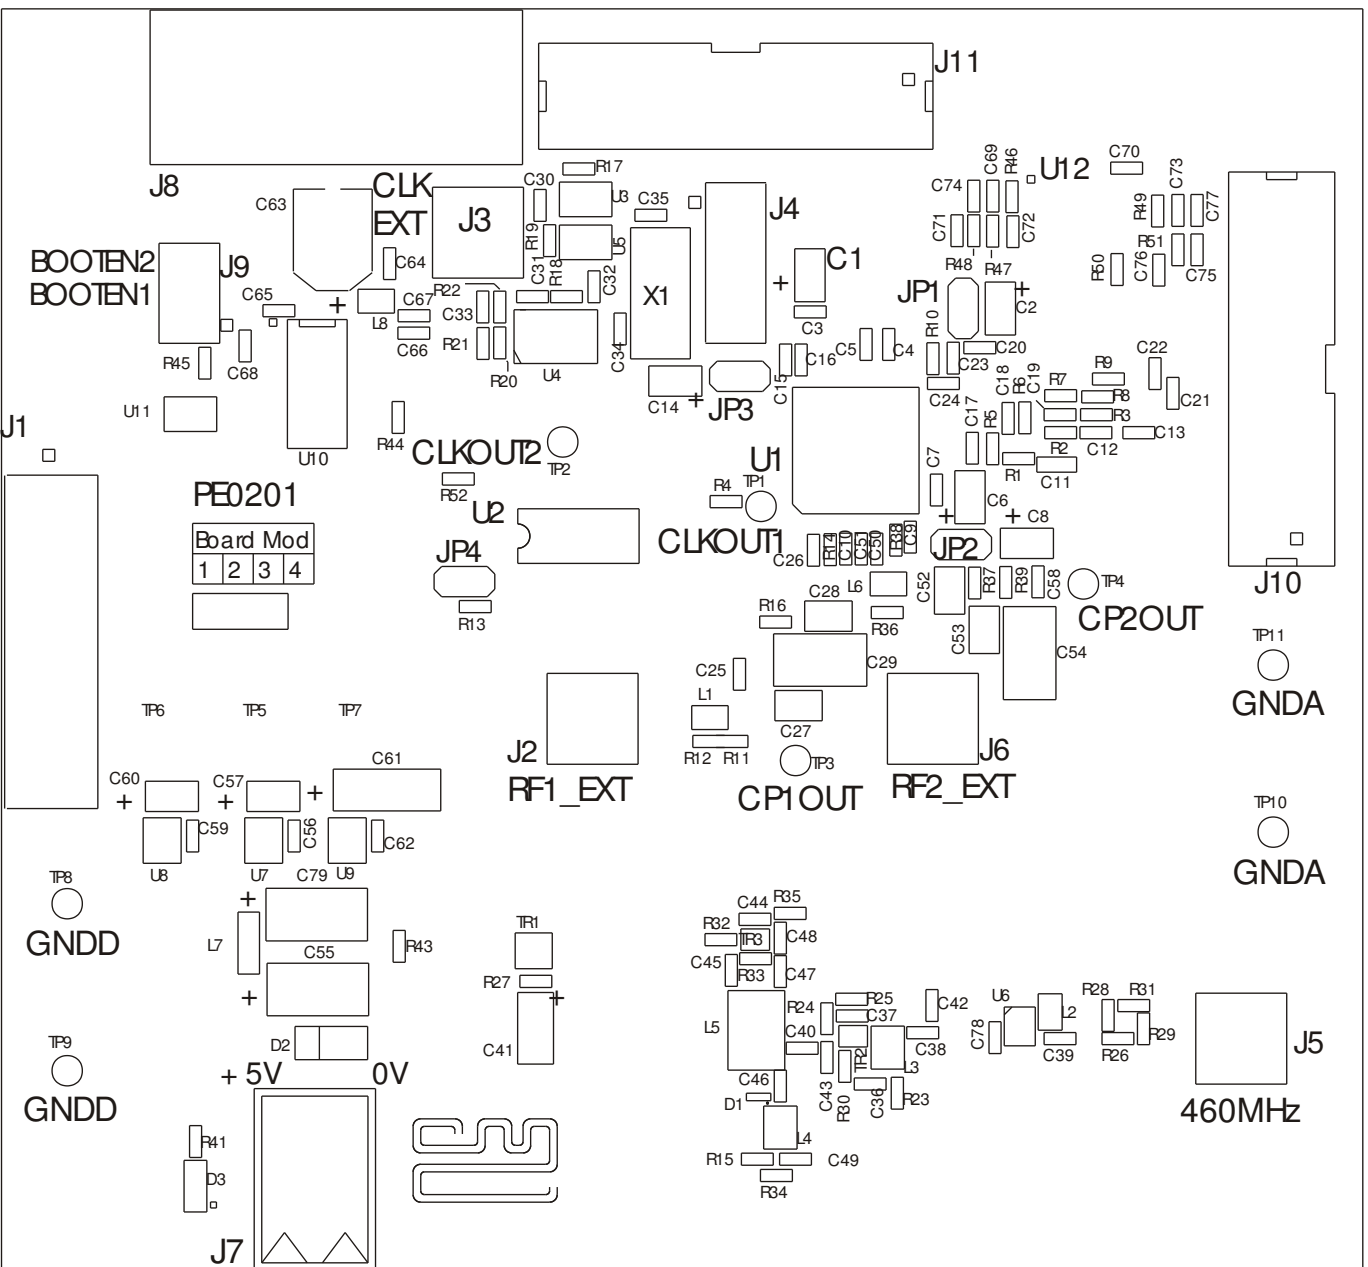 J11
R17
C69
R46
U12
C70
C73
J8
C63
CLK
EXT
J3
C30
U3
C35
J4
C74
R49
C77
R19
U5
C71
C72
R51
BOOTEN2
BOOTEN1
J9
C64
C31
R18
C32
X1
C1
+
R48
R47
R50
C76
C75
C65
+
L8
C67
R22
C33
JP1
+
C2
C3
R10
C66
R21
C34
C5
C4
C20
R45
C68
R20
U4
C15
C16
C23
C22
R9
C14
+
JP3
C24
C18
R6
C19
R7
R8
C21
U11
R3
J1
R44
CLKOUT2
TP2
C17
R5
R2
C12
C13
U10
U1
C7
R1
C11
PE0201
R52
R4
TP1
C6
U2
+
+
C8
Board Mod
CLKOUT1
C26
R14
C10
C51
C50
R38
C9
JP2
1 2 3 4
JP4
L6
C52
R37
R39
C58
TP4
J10
R16
C28
R36
CP2OUT
R13
C53
C54
TP11
C29
C25
GNDA
L1
TP6
TP5
TP7
C27
J2
R12
R11
J6
C61
TP3
C60
C57
RF1_EXT
CP1OUT
RF2_EXT
+
+
+
TP10
C59
C56
C62
U8
U7
U9
GNDA
TP8
C79
+
C44
R35
GNDD
TR1
R32
TR3
C48
L7
C55
R43
C45
R33
C47
R27
+
+
R25
C42
U6
R28
R31
L5
R24
C37
L2
TP9
D2
C41
C40
TR2
C38
C78
C39
R26
R29
J5
+5V
0V
C46
L3
GNDD
D1
C43
R30
C36
R23
460MHz
R41
L4
D3
R15
C49
R34
J7